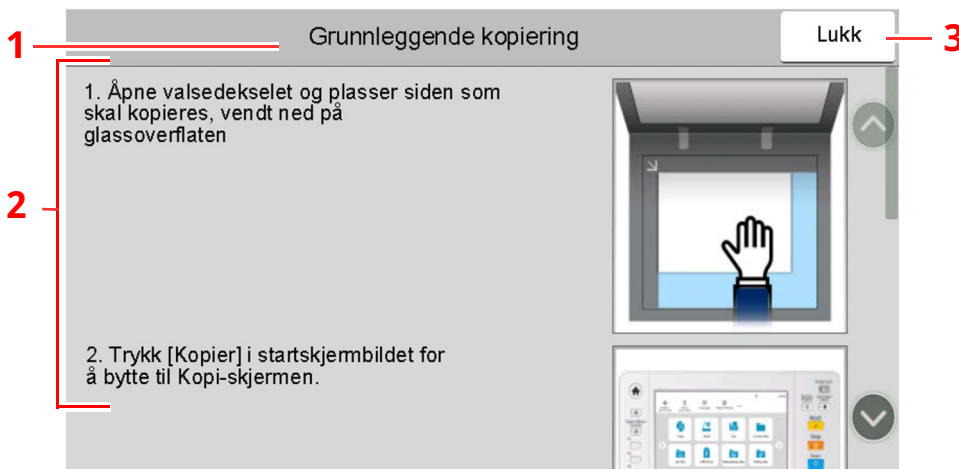 1
Grunnleggende kopiering
Lukk
3
2
1. Åpne valsedekselet og plasser siden som
skal kopieres, vendt ned på
glassoverflaten
2. Trykk [Kopier] i startskjermbildet for
å bytte til Kopi-skjermen.